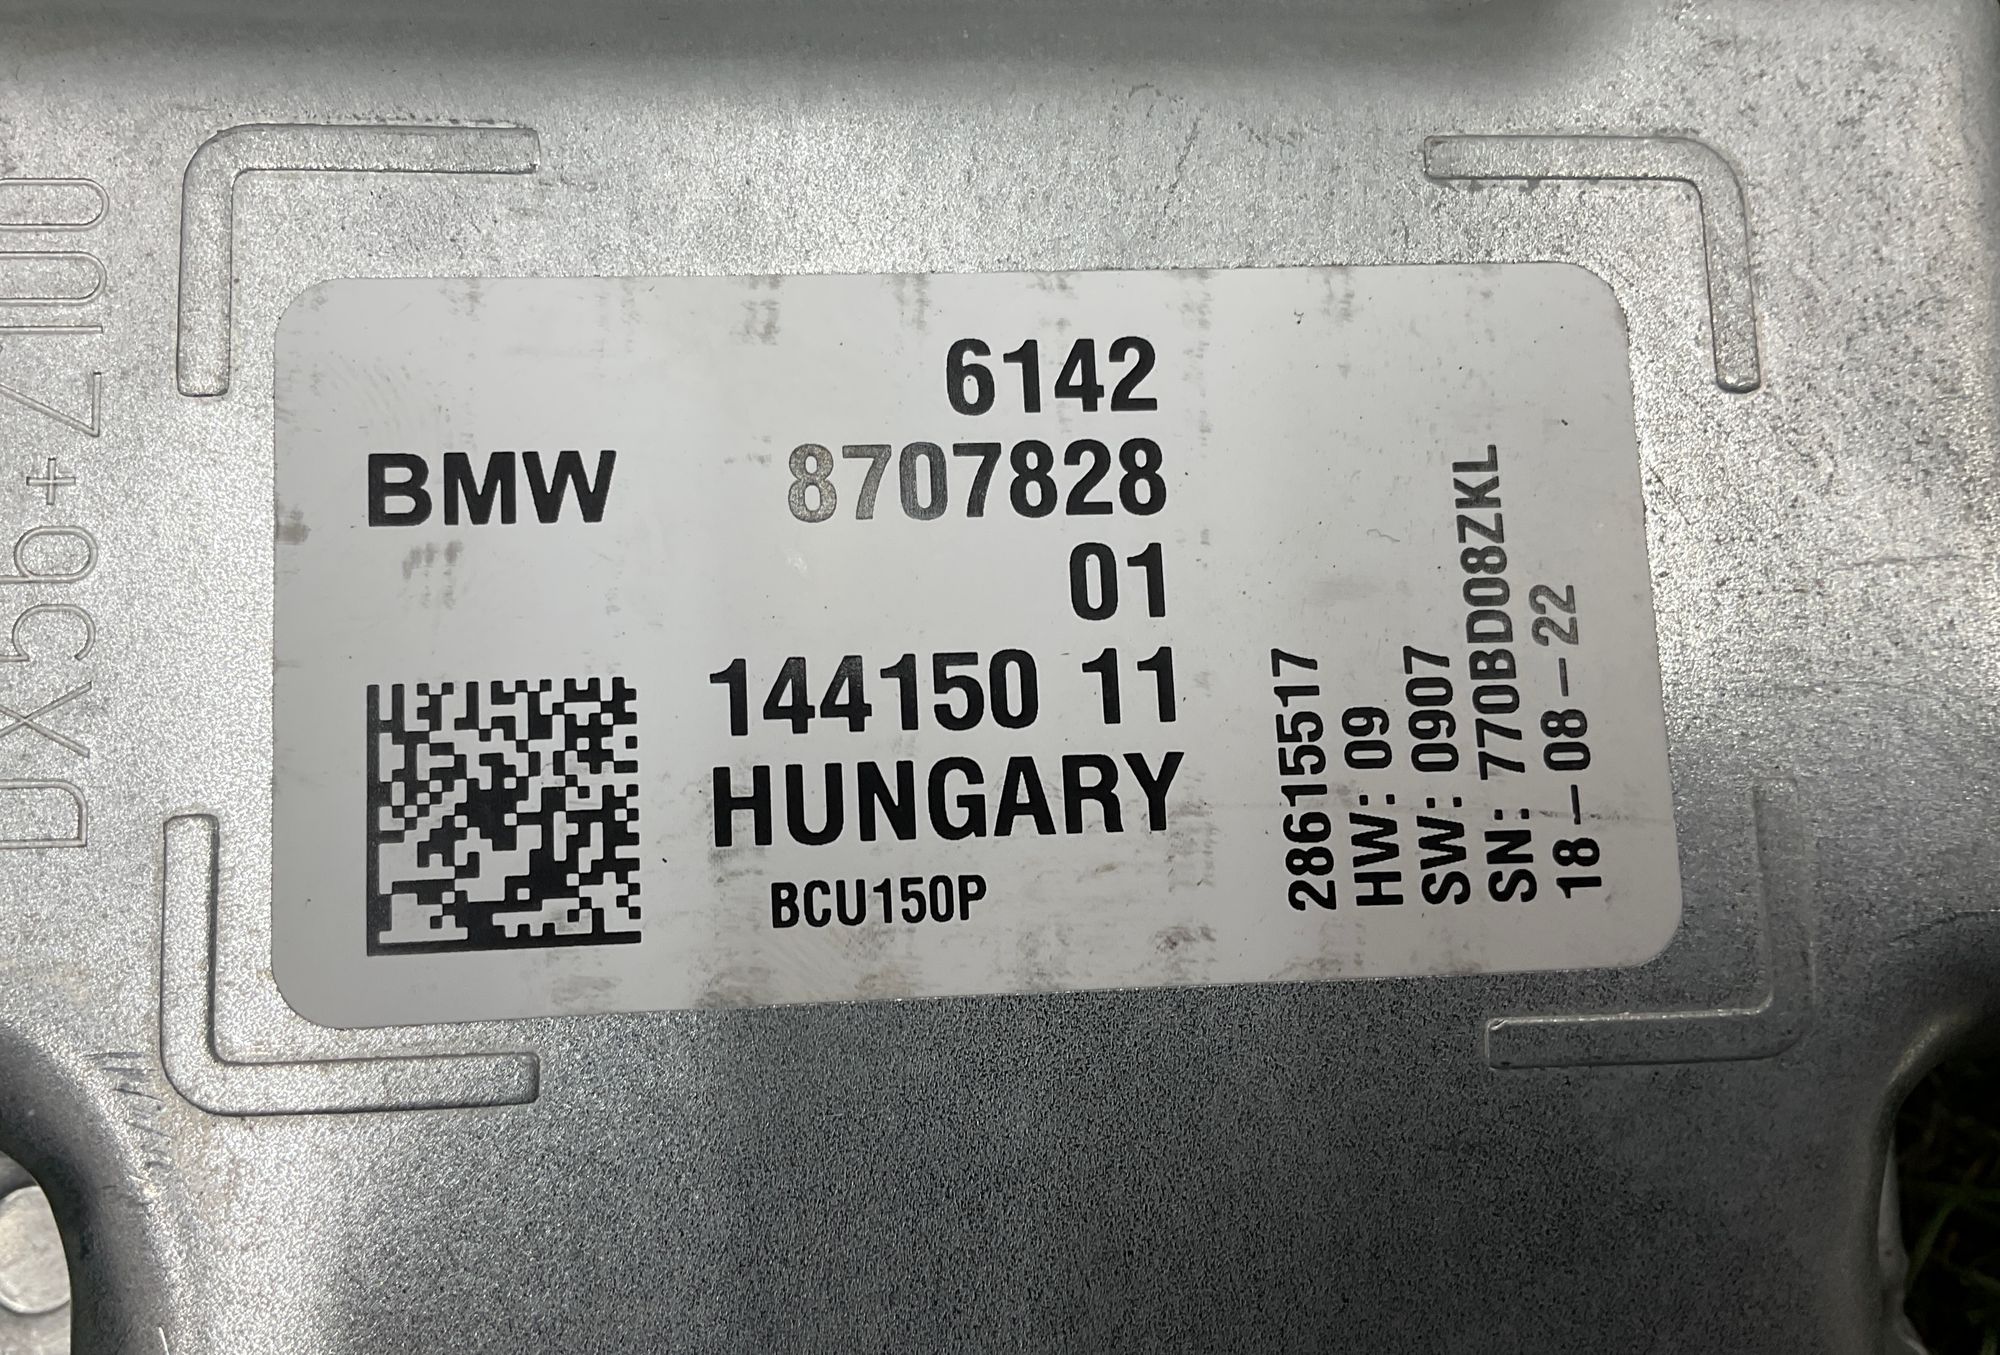 6142
BMW 8707828
01
144150 11
HUNGARY
BCU150P
28615517
HW: 09
SW: 0907
SN: 770BD08ZKL
18-08-22